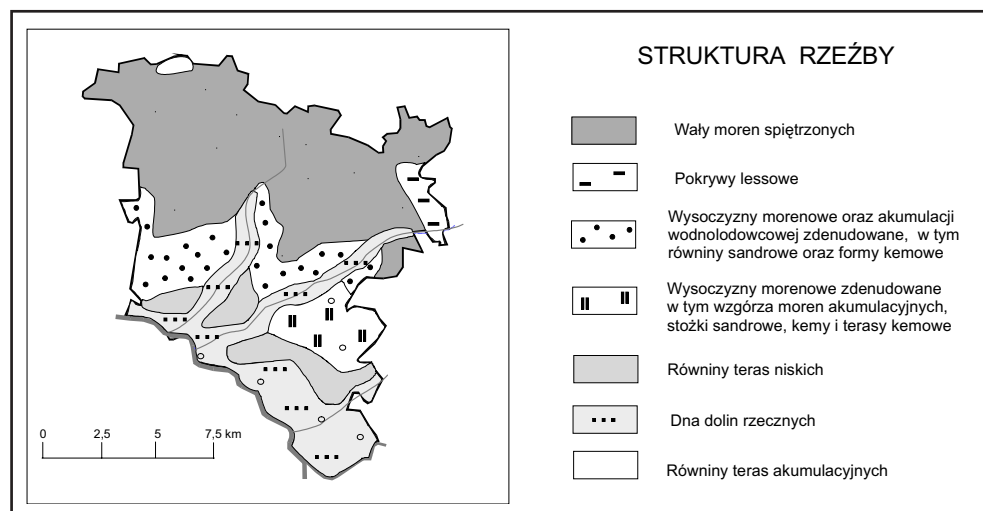 STRUKTURA RZEŹBY
Wały moren spiętrzonych
Pokrywy lessowe
Wysoczyzny morenowe oraz akumulacji
wodnolodowcowej zdenudowane, w tym
równiny sandrowe oraz formy kemowe
Wysoczyzny morenowe zdenudowane
w tym wzgórza moren akumulacyjnych,
stożki sandrowe, kemy i terasy kemowe
Równiny teras niskich
Dna dolin rzecznych
Równiny teras akumulacyjnych
0 2,5 5 7,5 km